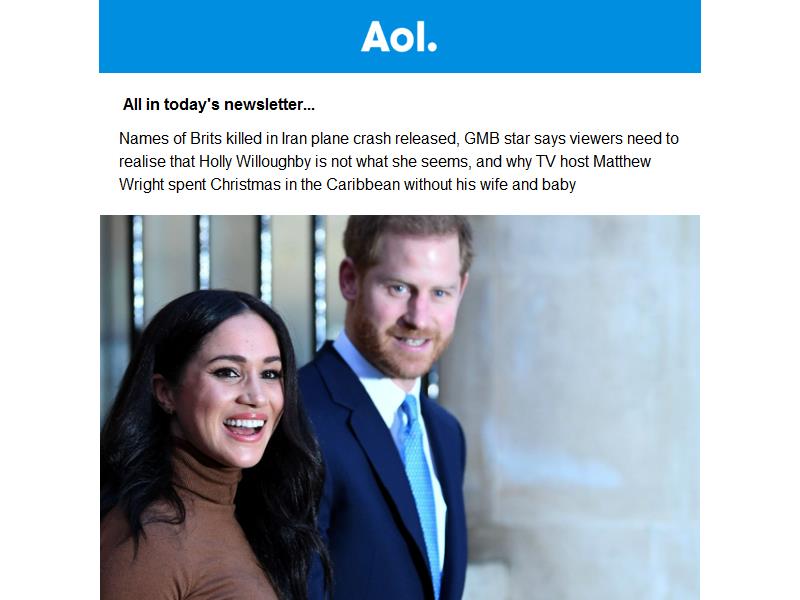 Aol.
All in today's newsletter...
Names of Brits killed in Iran plane crash released, GMB star says viewers need to
realise that Holly Willoughby is not what she seems, and why TV host Matthew
Wright spent Christmas in the Caribbean without his wife and baby